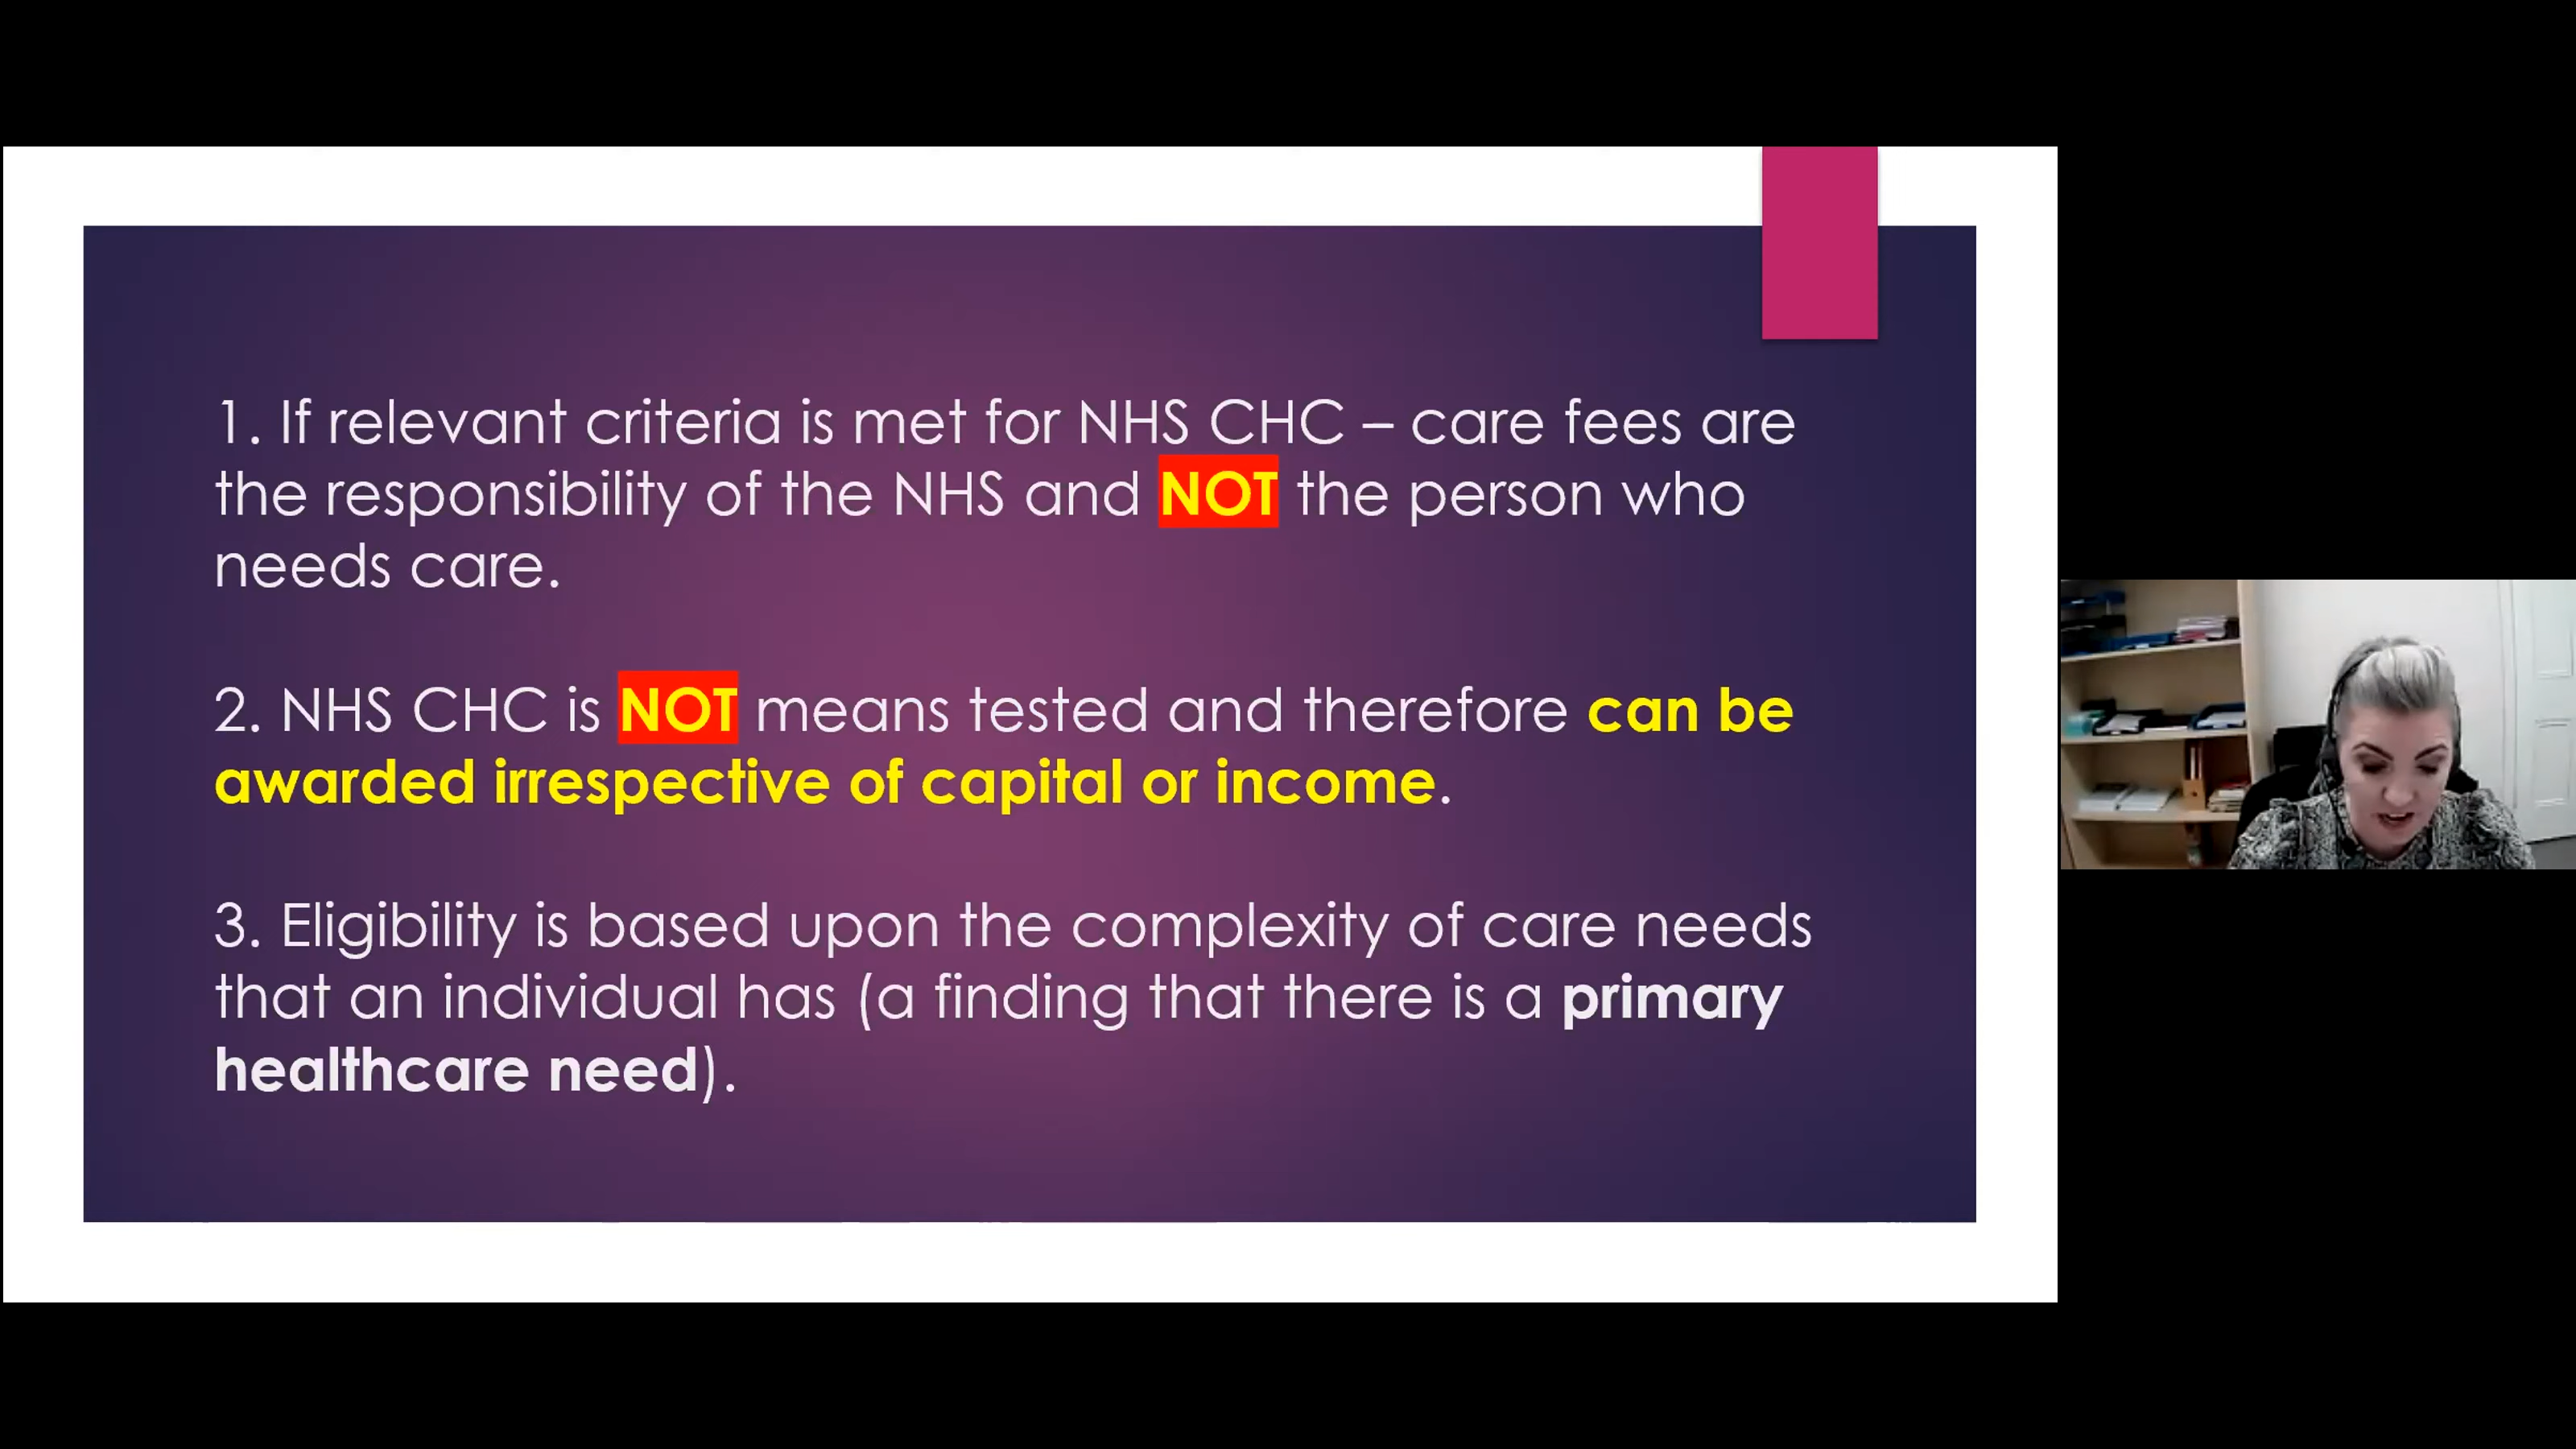 1. If relevant criteria is met for NHS CHC – care fees are
the responsibility of the NHS and NOT the person who
needs care.
2. NHS CHC is NOT means tested and therefore can be
awarded irrespective of capital or income.
3. Eligibility is based upon the complexity of care needs
that an individual has (a finding that there is a primary
healthcare need).